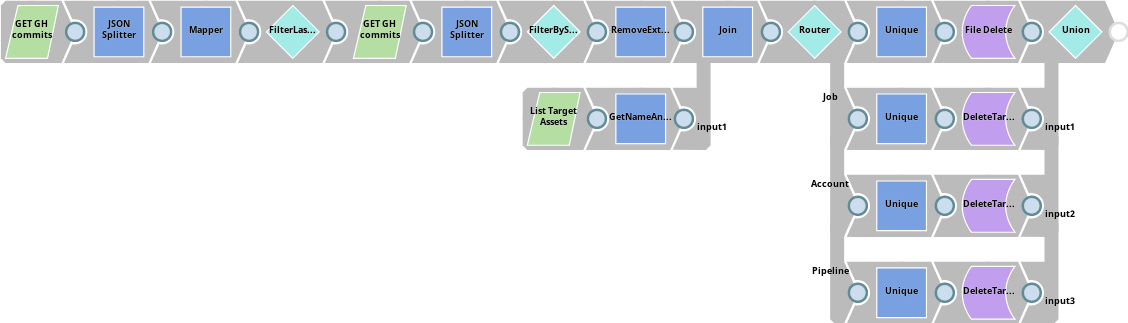 GET GH
commits
JSON
Splitter
Mapper
FilterLas...
GET GH
commits
JSON
Splitter
FilterByS...
RemoveExt...
Join
Router
Unique
File Delete
Union
List Target
Assets
GetNameAn...
input1
Job
Unique
DeleteTar...
input1
Account
Unique
DeleteTar...
input2
Pipeline
Unique
DeleteTar...
input3